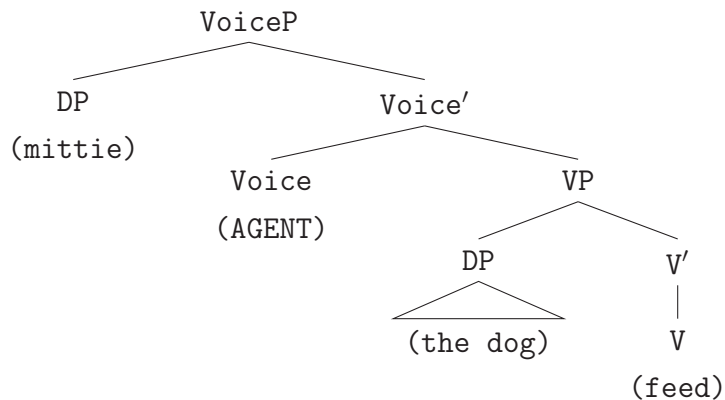 VoiceP
DP Voice′
(mittie)
Voice VP
(AGENT)
DP V′
(the dog) V
(feed)